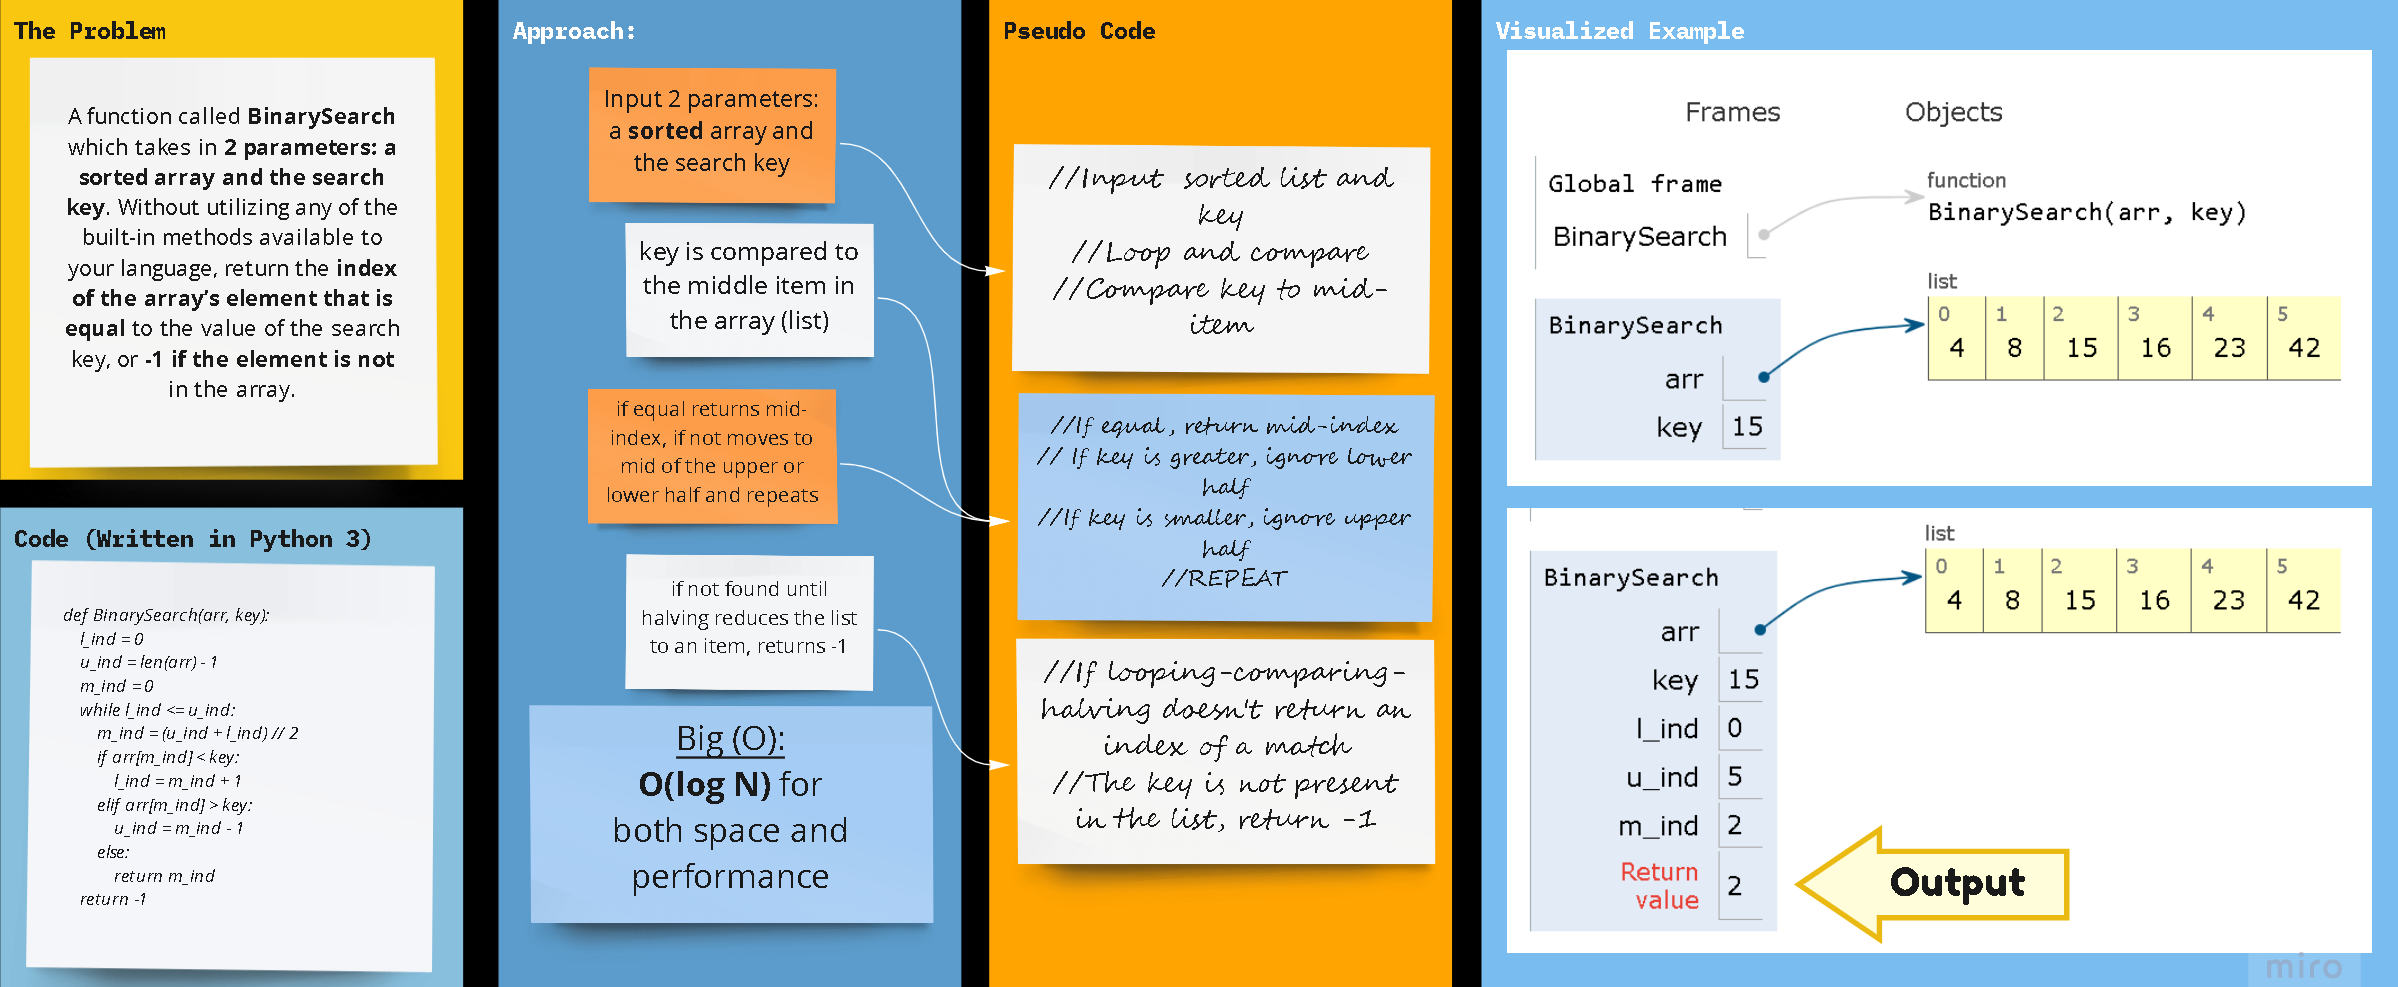 The Problem
A function called BinarySearch
which takes in 2 parameters: a
sorted array and the search
key. Without utilizing any of the
built-in methods available to
your language, return the index
of the array’s element that is
equal to the value of the search
key, or -1 if the element is not
in the array.
Code (Written in Python 3)
def BinarySearch(arr, key):
l_ind = 0
u_ind = len(arr) - 1
m_ind = 0
while l_ind <= u_ind:
m_ind = (u_ind + l_ind) // 2
if arr[m_ind] < key:
l_ind = m_ind + 1
elif arr[m_ind] > key:
u_ind = m_ind - 1
else:
return m_ind
return -1
Approach:
Input 2 parameters:
a sorted array and
the search key
key is compared to
the middle item in
the array (list)
if equal returns mid-
index, if not moves to
mid of the upper or
lower half and repeats
if not found until
halving reduces the list
to an item, returns -1
Big (O):
O(log N) for
both space and
performance
Pseudo Code
//Input sorted list and
key
//Loop and compare
//Compare key to mid-
item
//If equal, return mid-index
// If key is greater, ignore lower
half
//If key is smaller, ignore upper
half
//REPEAT
//If looping-comparing-
halving doesn't return an
index of a match
//The key is not present
in the list, return -1
Visualized Example
Frames Objects
Global frame
BinarySearch
function
BinarySearch(arr, key)
BinarySearch
arr
key 15
list
0 1 2 3 4 5
4 8 15 16 23 42
BinarySearch
arr
key 15
l_ind 0
u_ind 5
m_ind 2
Return
value 2
list
0 1 2 3 4 5
4 8 15 16 23 42
Output
miro